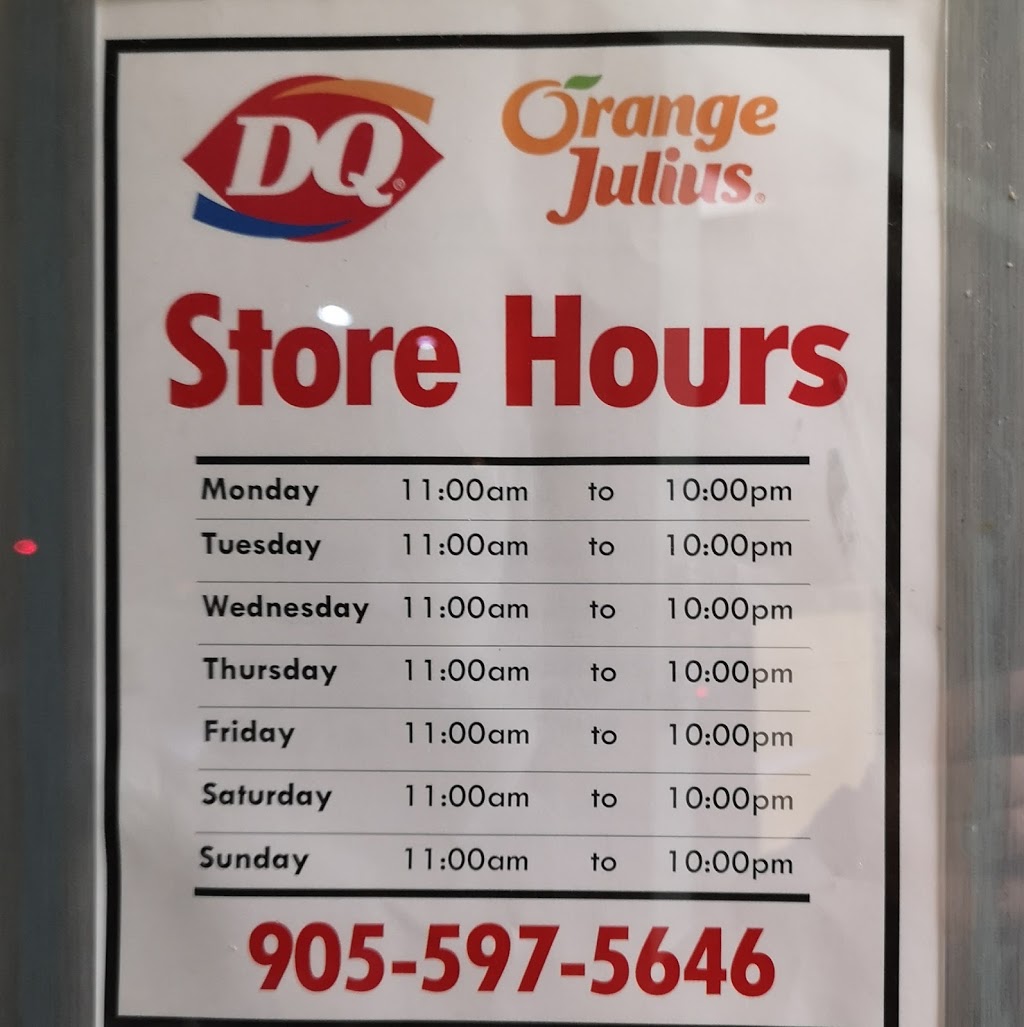 DQ®
Orange
Julius®
Store Hours
Monday 11:00am to 10:00pm
Tuesday 11:00am to 10:00pm
Wednesday 11:00am to 10:00pm
Thursday 11:00am to 10:00pm
Friday 11:00am to 10:00pm
Saturday 11:00am to 10:00pm
Sunday 11:00am to 10:00pm
905-597-5646